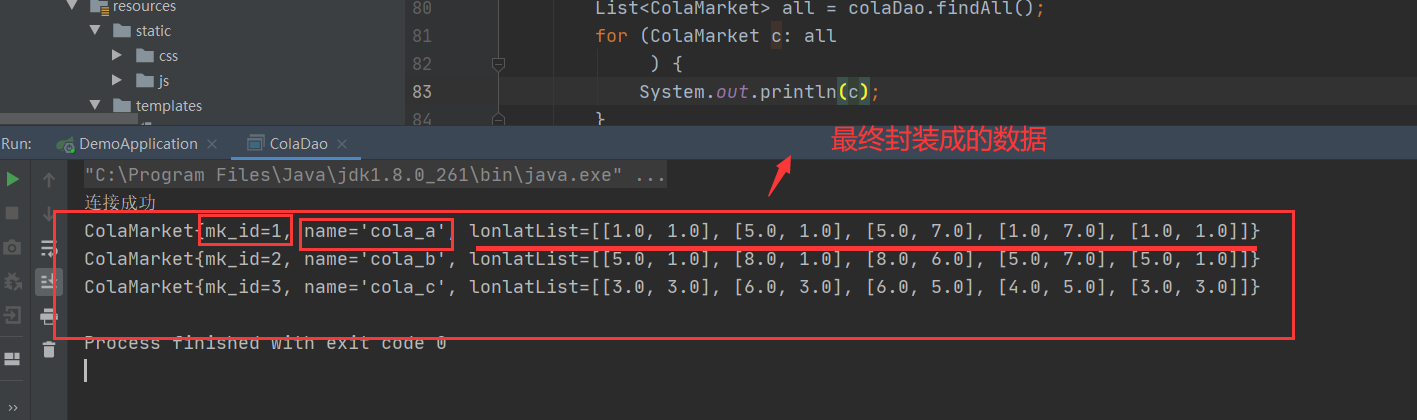 resources
static
css
js
templates
80 List<ColaMarket> all = colaDao.findAll();
81 for (ColaMarket c: all
82 ) {
83 System.out.println(c);
84 }
最终封装成的数据
Run: DemoApplication × ColaDao ×
"C:\Program Files\Java\jdk1.8.0_261\bin\java.exe" ...
连接成功
ColaMarket{mk_id=1, name='cola_a', lonlatList=[[1.0, 1.0], [5.0, 1.0], [5.0, 7.0], [1.0, 7.0], [1.0, 1.0]]}
ColaMarket{mk_id=2, name='cola_b', lonlatList=[[5.0, 1.0], [8.0, 1.0], [8.0, 6.0], [5.0, 7.0], [5.0, 1.0]]}
ColaMarket{mk_id=3, name='cola_c', lonlatList=[[3.0, 3.0], [6.0, 3.0], [6.0, 5.0], [4.0, 5.0], [3.0, 3.0]]}
Process finished with exit code 0